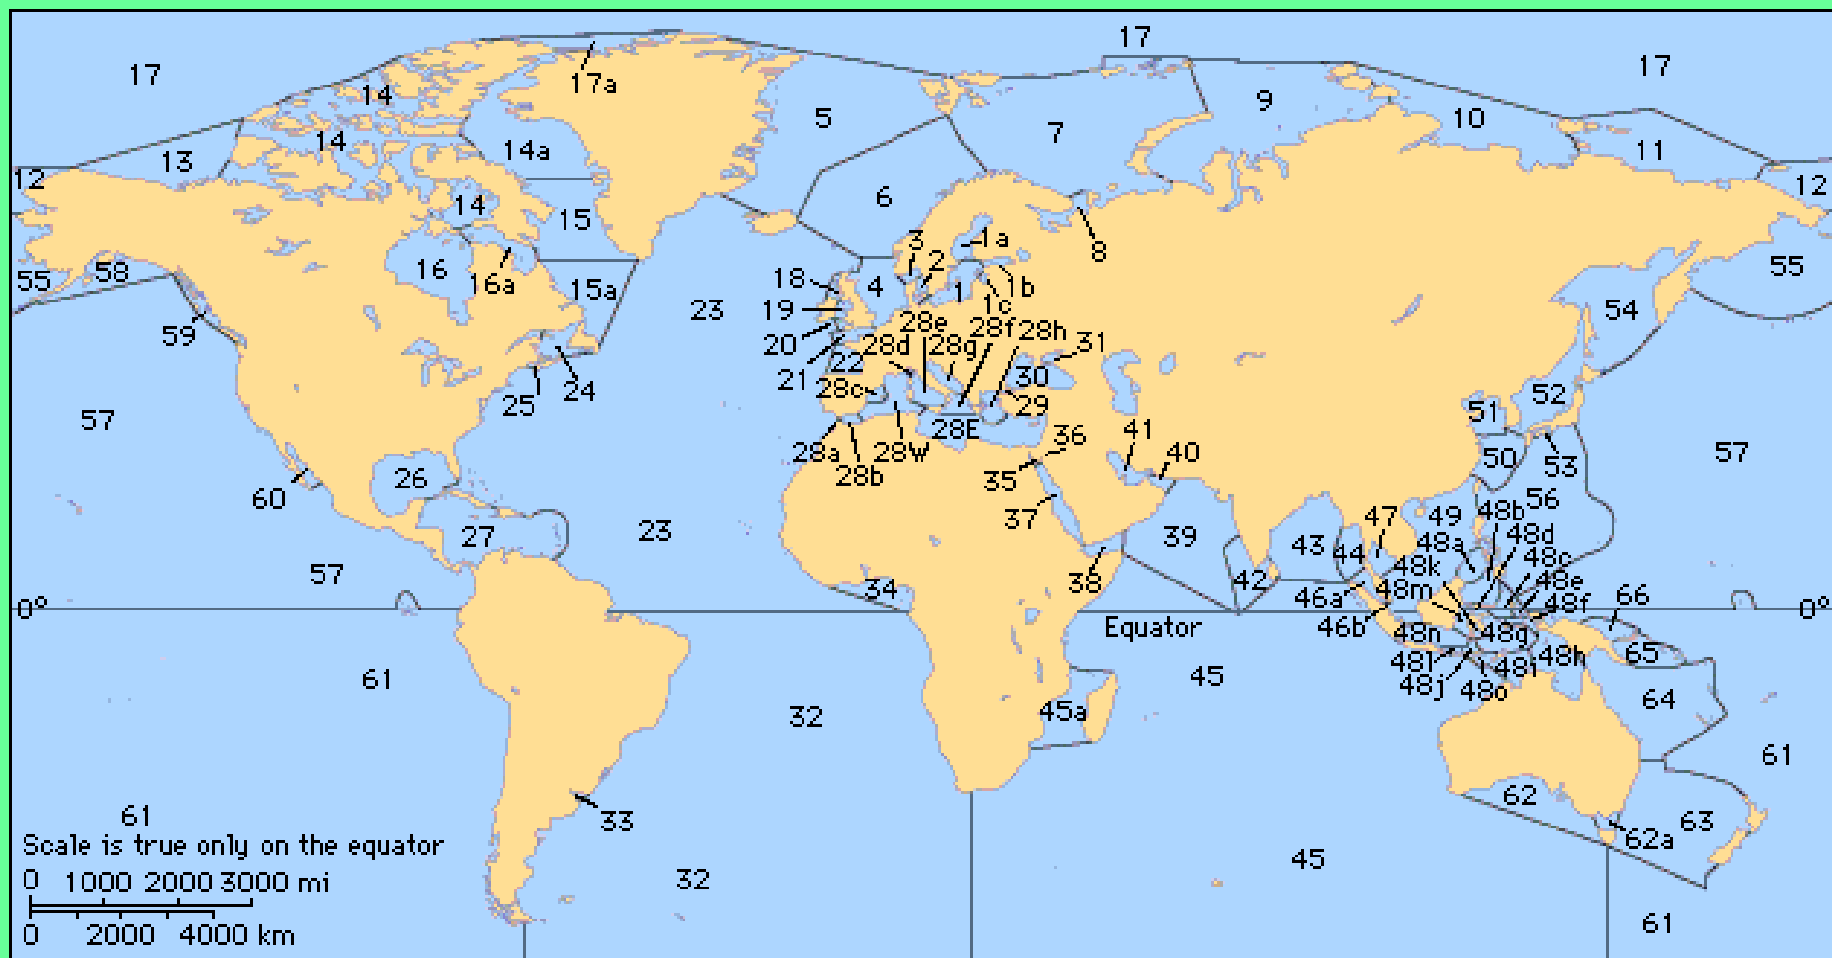 17
17
17
17a
14
9
5
10
7
14
14a
11
13
12
12
14
6
15
3
1a
8
2
16
55
55
58
16a
18
4
1
1b
15a
1c
23
19
54
28e
28f
28h
59
20
28d
28g
31
22
21
30
28c
24
52
25
29
51
57
28E
36
41
28a
28W
40
57
50
53
28b
26
35
60
56
48b
37
47
49
23
27
39
48d
43
44
48a
48c
57
48k
42
38
48e
34
48m
46a
66
48f
0°
0°
Equator
46b
48n
48g
65
48h
48l
48i
61
45
48j
48o
64
45a
32
61
62
61
33
63
62a
Scale is true only on the equator
45
0 1000 2000 3000 mi
32
0 2000 4000 km
61